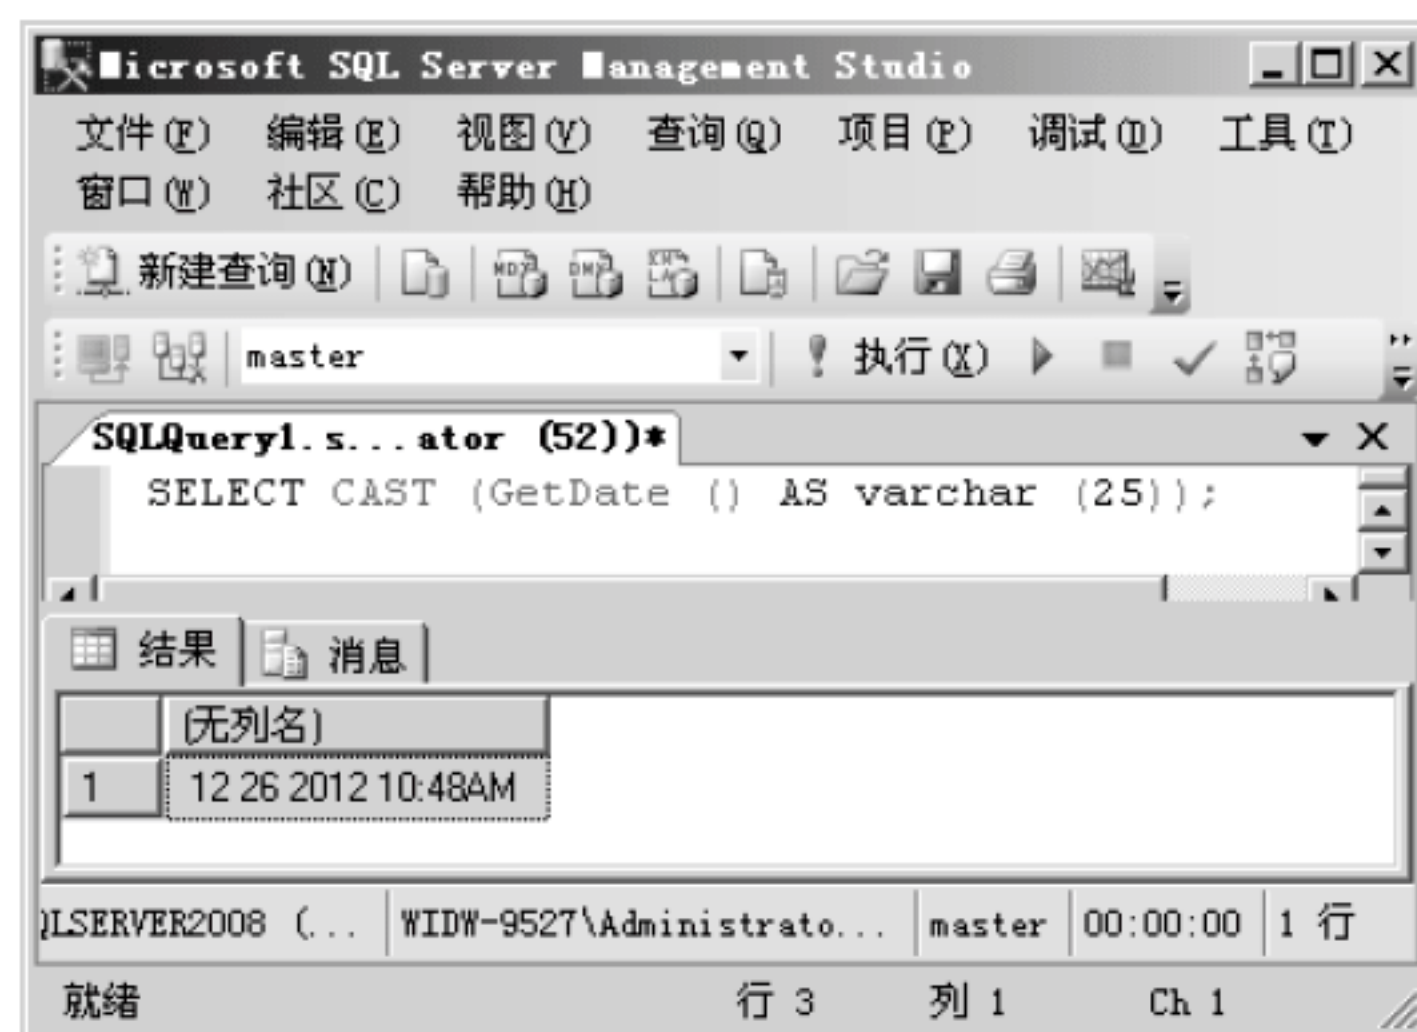 Microsoft SQL Server Management Studio
文件(F) 编辑(E) 视图(V) 查询(Q) 项目(P) 调试(D) 工具(T)
窗口(W) 社区(C) 帮助(H)
新建查询(N)
master 执行(X)
SQLQuery1.s...ator (52))*
SELECT CAST (GetDate () AS varchar (25));
结果 消息
(无列名)
1 12 26 2012 10:48AM
QLSERVER2008 (... WIDW-9527\Administrato... master 00:00:00 1 行
就绪 行 3 列 1 Ch 1